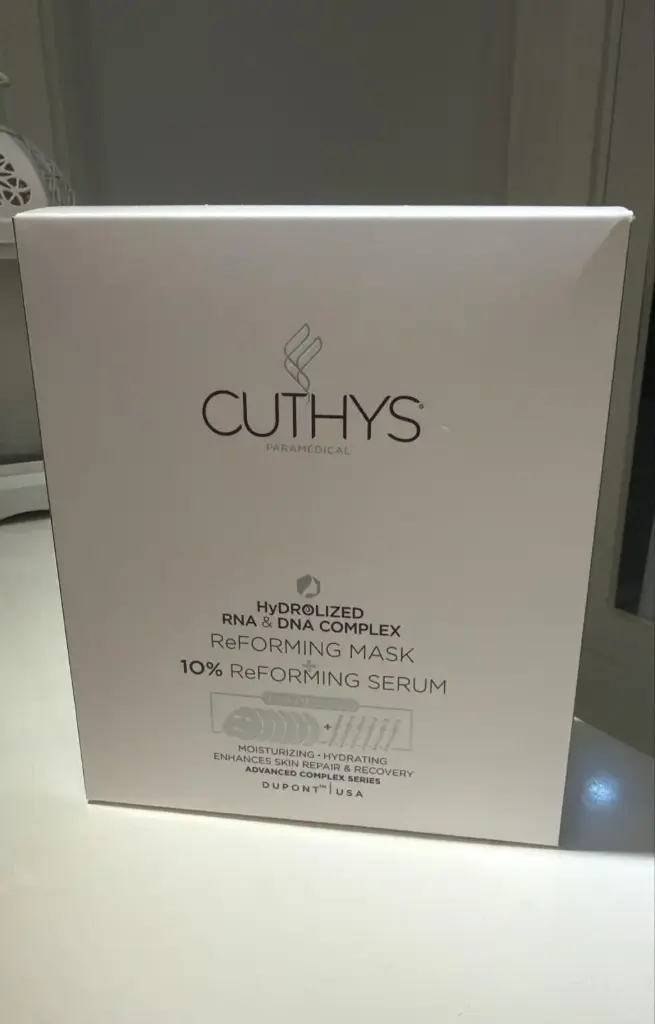 CUTHYS®
PARAMEDICAL
HyDROLIZED
RNA & DNA COMPLEX
ReFORMING MASK
+
10% ReFORMING SERUM
+
MOISTURIZING • HYDRATING
ENHANCES SKIN REPAIR & RECOVERY
ADVANCED COMPLEX SERIES
DUPONT™ | USA